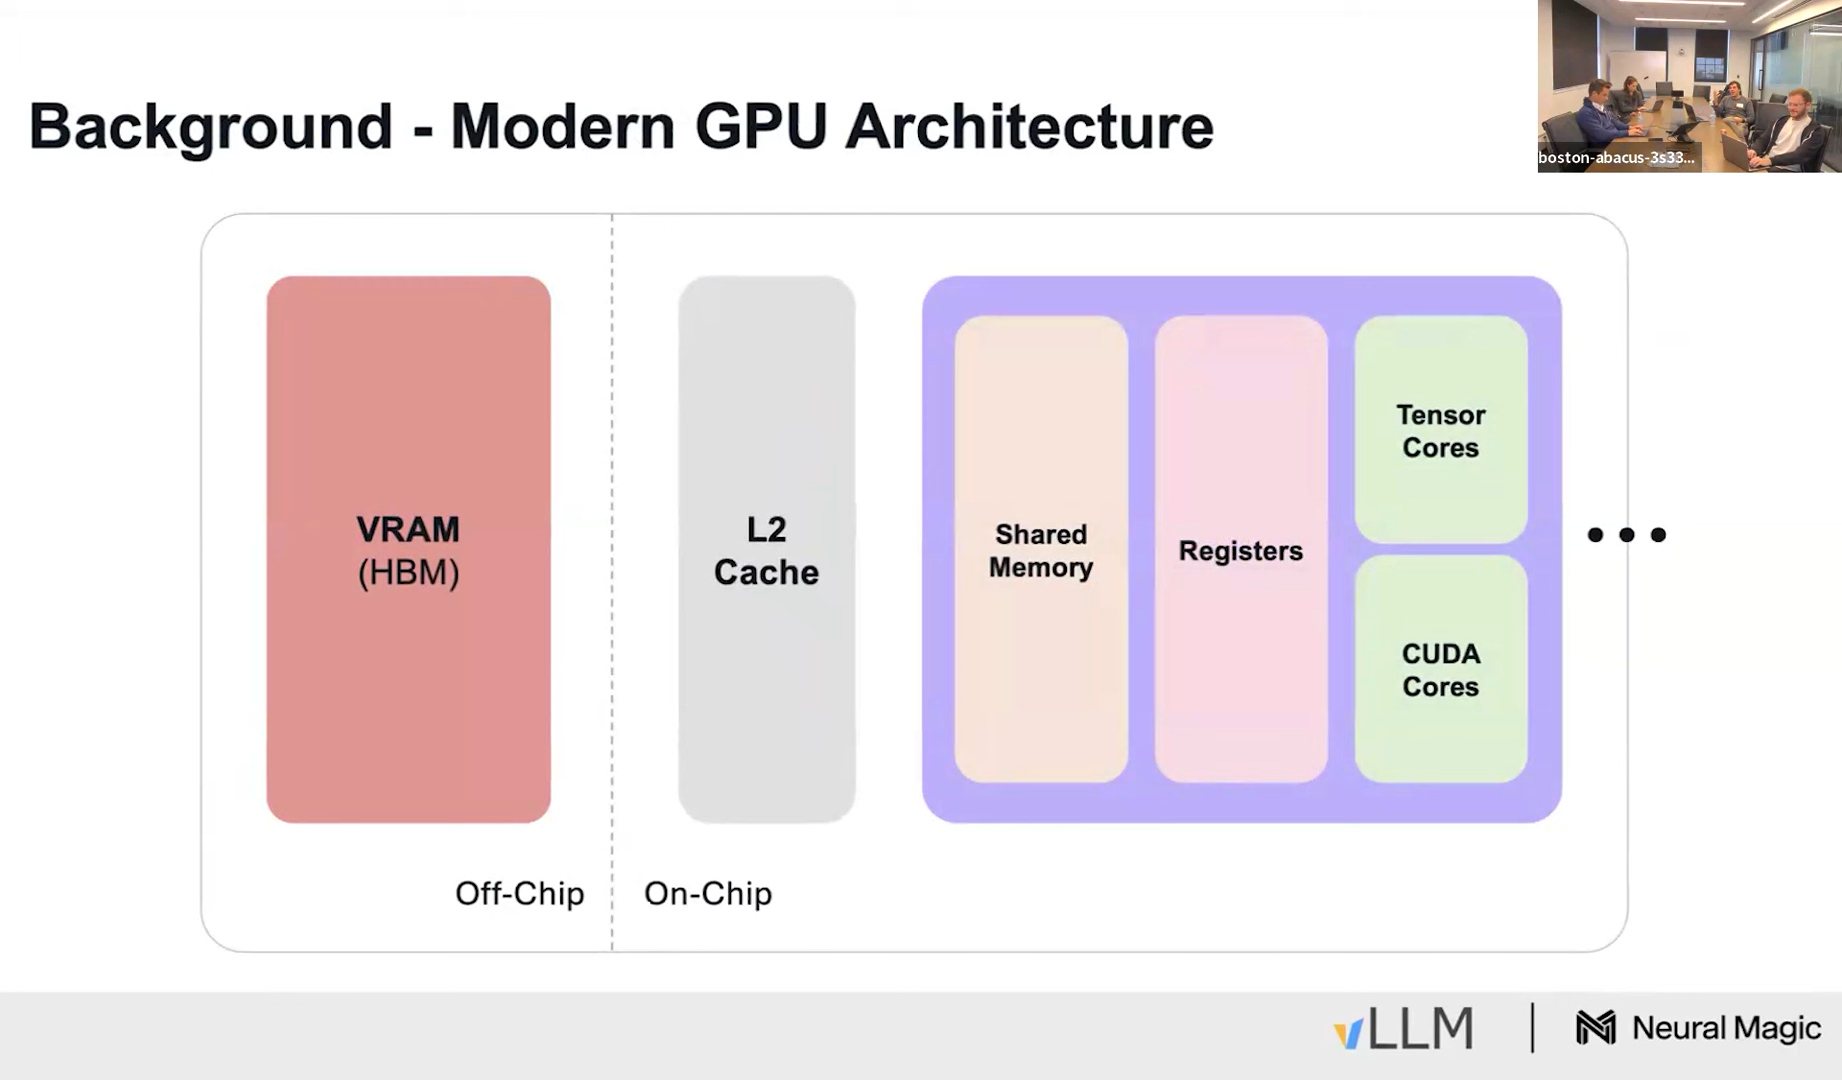 Background - Modern GPU Architecture
boston-abacus-3s33...
VRAM
(HBM)
L2
Cache
Shared
Memory
Registers
Tensor
Cores
CUDA
Cores
Off-Chip
On-Chip
vLLM
Neural Magic